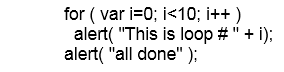 for ( var i=0; i<10; i++ )
alert( "This is loop # " + i);
alert( "all done" );